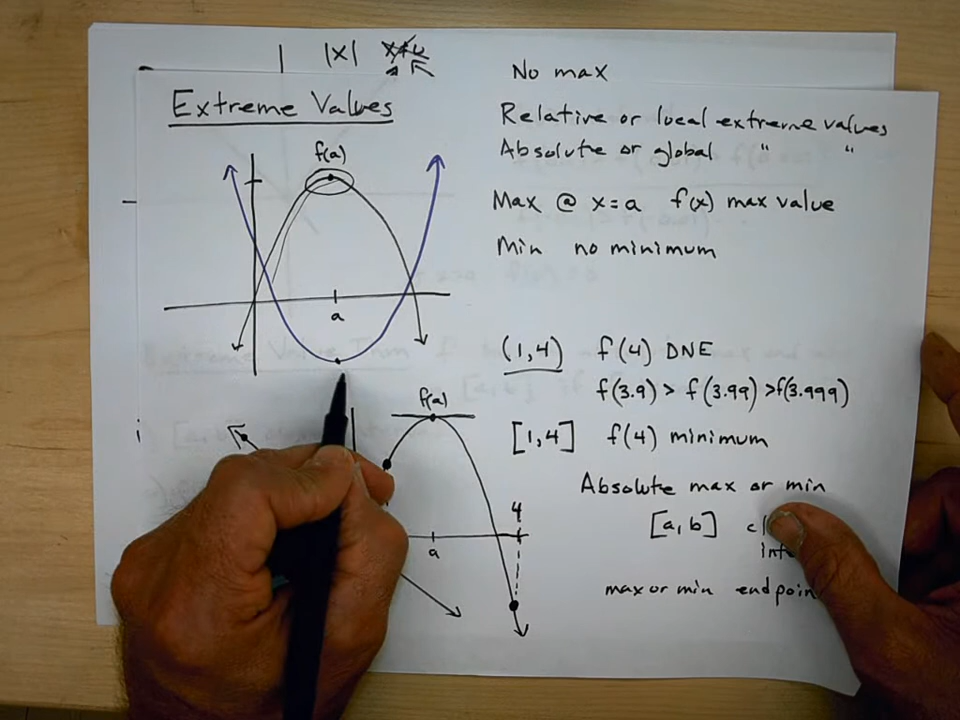 |x|
Extreme Values
f(a)
a
No max
Relative or local extreme values
Absolute or global " "
Max @ x=a f(x) max value
Min no minimum
(1,4) f(4) DNE
f(3.9) > f(3.99) > f(3.999)
[1,4] f(4) minimum
f(a)
a
4
Absolute max or min
[a,b]
max or min